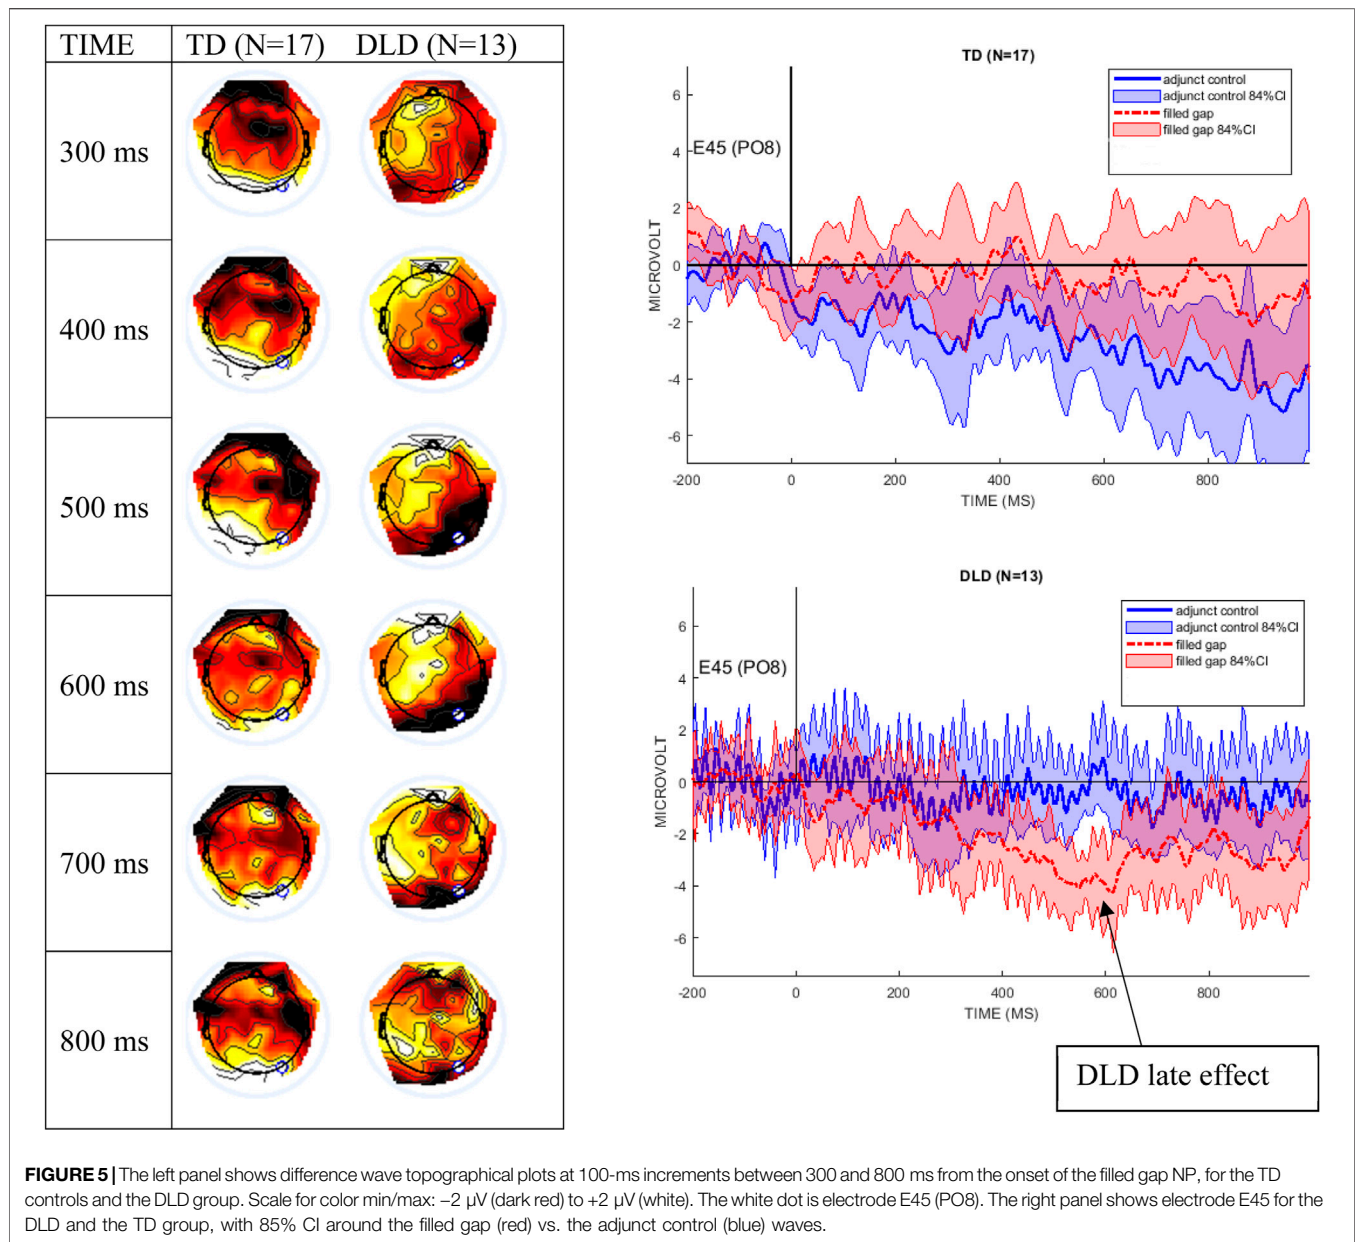 TIME TD (N=17) DLD (N=13)
300 ms
400 ms
500 ms
600 ms
700 ms
800 ms
TD (N=17)
adjunct control
adjunct control 84%CI
filled gap
filled gap 84%CI
E45 (PO8)
MICROVOLT
6
4
2
0
-2
-4
-6
-200 0 200 400 600 800
TIME (MS)
DLD (N=13)
adjunct control
adjunct control 84%CI
filled gap
filled gap 84%CI
E45 (PO8)
MICROVOLT
6
4
2
0
-2
-4
-6
-200 0 200 400 600 800
TIME (MS)
DLD late effect
FIGURE 5 | The left panel shows difference wave topographical plots at 100-ms increments between 300 and 800 ms from the onset of the filled gap NP, for the TD
controls and the DLD group. Scale for color min/max: −2 μV (dark red) to +2 μV (white). The white dot is electrode E45 (PO8). The right panel shows electrode E45 for the
DLD and the TD group, with 85% CI around the filled gap (red) vs. the adjunct control (blue) waves.